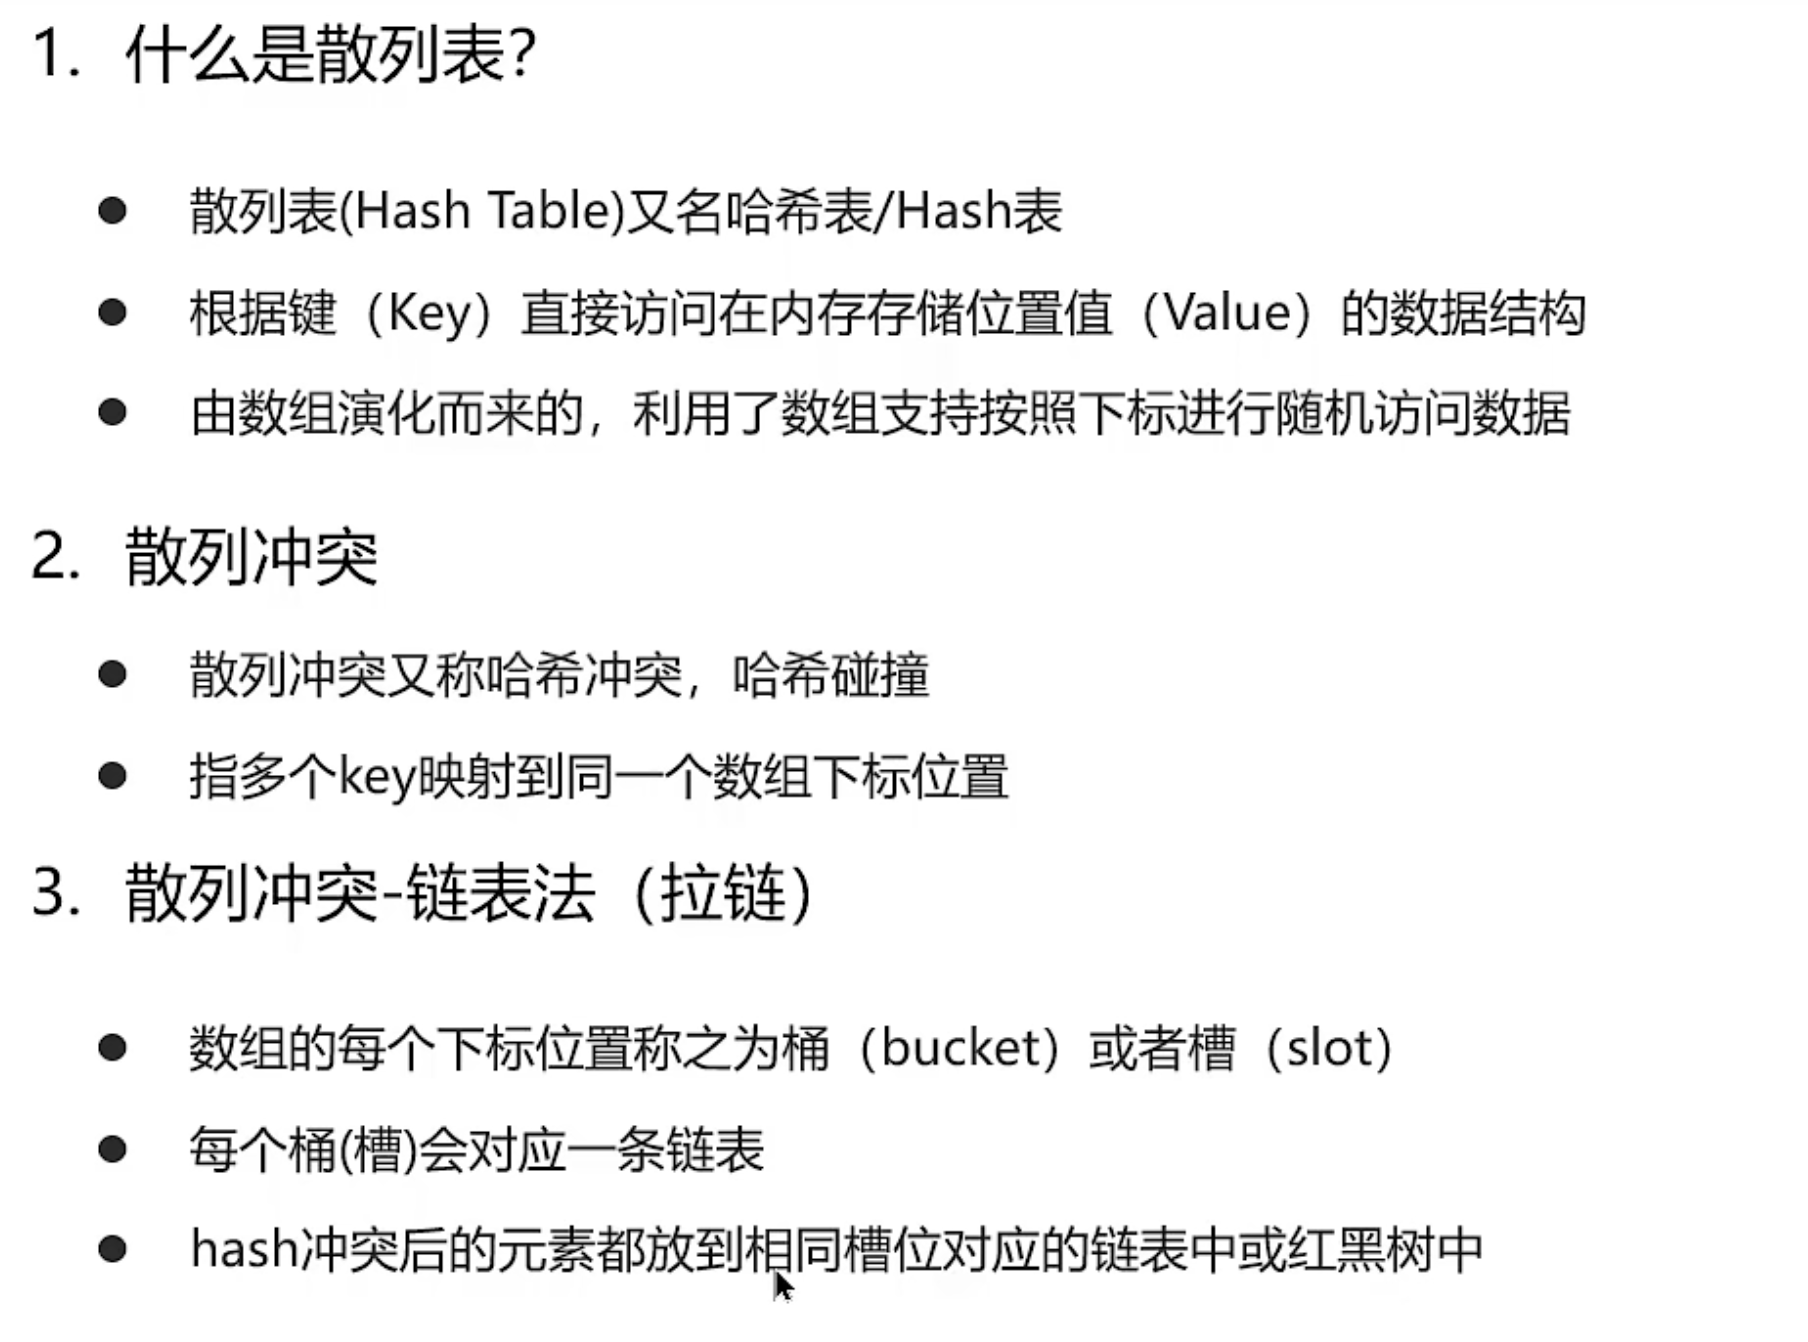 1. 什么是散列表?
● 散列表(Hash Table)又名哈希表/Hash表
● 根据键（Key）直接访问在内存存储位置值（Value）的数据结构
● 由数组演化而来的，利用了数组支持按照下标进行随机访问数据
2. 散列冲突
● 散列冲突又称哈希冲突，哈希碰撞
● 指多个key映射到同一个数组下标位置
3. 散列冲突-链表法（拉链）
● 数组的每个下标位置称之为桶（bucket）或者槽（slot）
● 每个桶(槽)会对应一条链表
● hash冲突后的元素都放到相同槽位对应的链表中或红黑树中